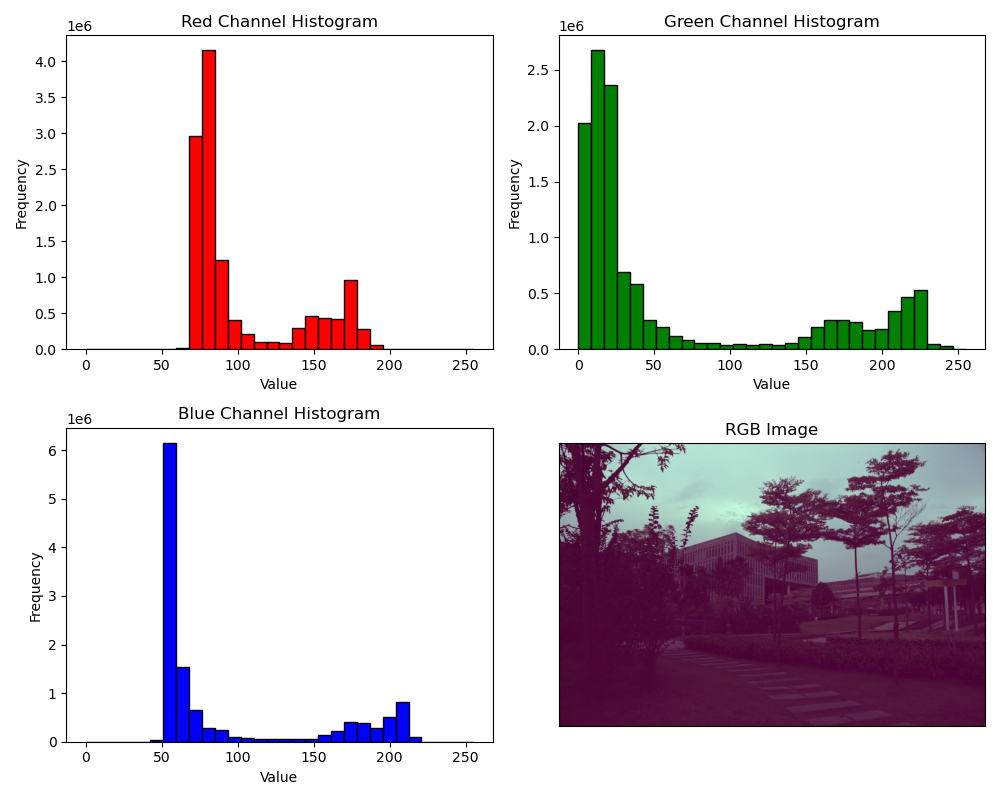 Red Channel Histogram
1e6
4.0
3.5
3.0
2.5
2.0
1.5
1.0
0.5
0.0
Frequency
0 50 100 150 200 250
Value
Green Channel Histogram
1e6
2.5
2.0
1.5
1.0
0.5
0.0
Frequency
0 50 100 150 200 250
Value
Blue Channel Histogram
1e6
6
5
4
3
2
1
0
Frequency
0 50 100 150 200 250
Value
RGB Image